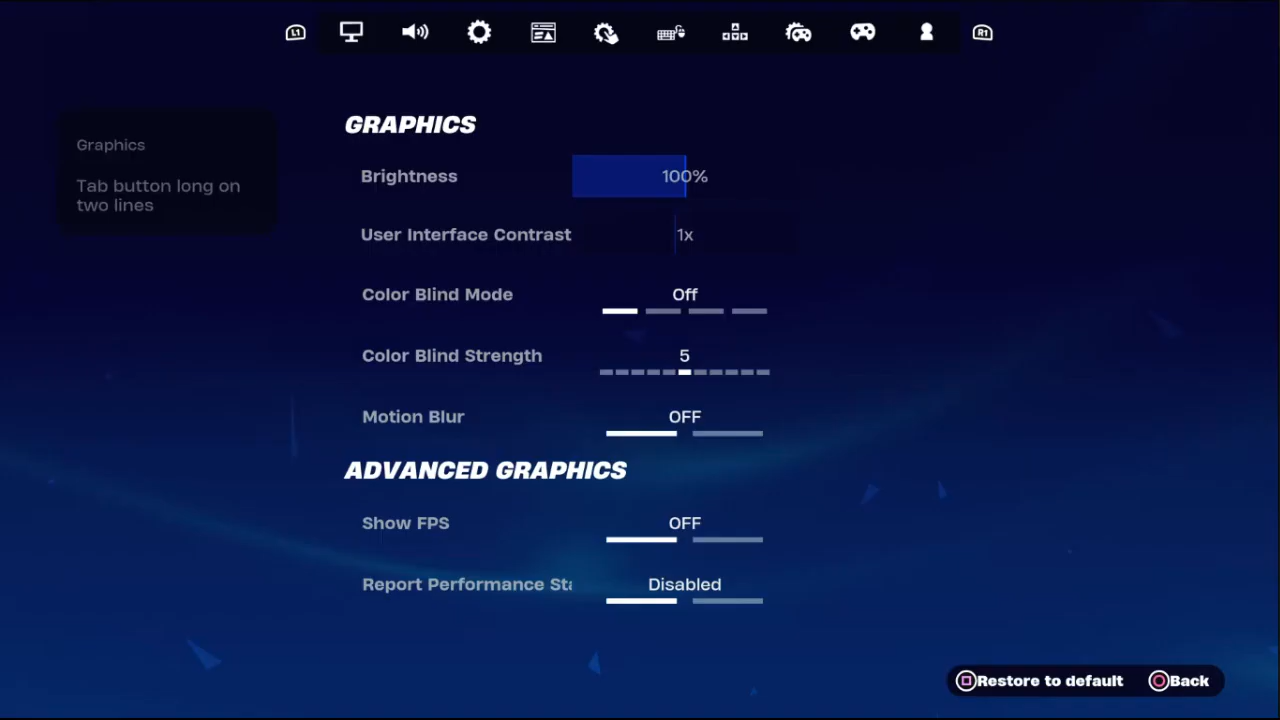 L1
R1
Graphics
Tab button long on
two lines
GRAPHICS
Brightness 100%
User Interface Contrast 1x
Color Blind Mode Off
Color Blind Strength 5
Motion Blur OFF
ADVANCED GRAPHICS
Show FPS OFF
Report Performance Sta Disabled
Restore to default Back